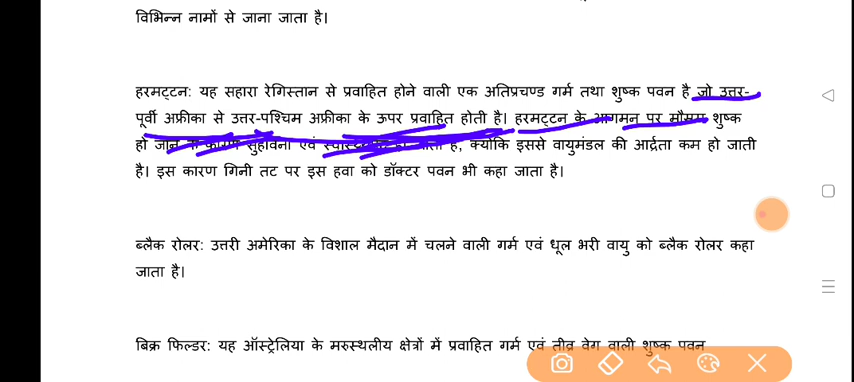 विभिन्न नामों से जाना जाता है।
हरमट्टन: यह सहारा रेगिस्तान से प्रवाहित होने वाली एक अतिप्रचण्ड गर्म तथा शुष्क पवन है जो उत्तर-
पूर्वी अफ्रीका से उत्तर-पश्चिम अफ्रीका के ऊपर प्रवाहित होती है। हरमट्टन के आगमन पर मौसम शुष्क
हो जाने के कारण सुहावना एवं हो जाता है, क्योंकि इससे वायुमंडल की आर्द्रता कम हो जाती
है। इस कारण गिनी तट पर इस हवा को डॉक्टर पवन भी कहा जाता है।
ब्लैक रोलर: उत्तरी अमेरिका के विशाल मैदान में चलने वाली गर्म एवं धूल भरी वायु को ब्लैक रोलर कहा
जाता है।
ब्रिक फिल्डर: यह ऑस्ट्रेलिया के मरुस्थलीय क्षेत्रों में प्रवाहित गर्म एवं तीव्र वेग वाली शुष्क पवन